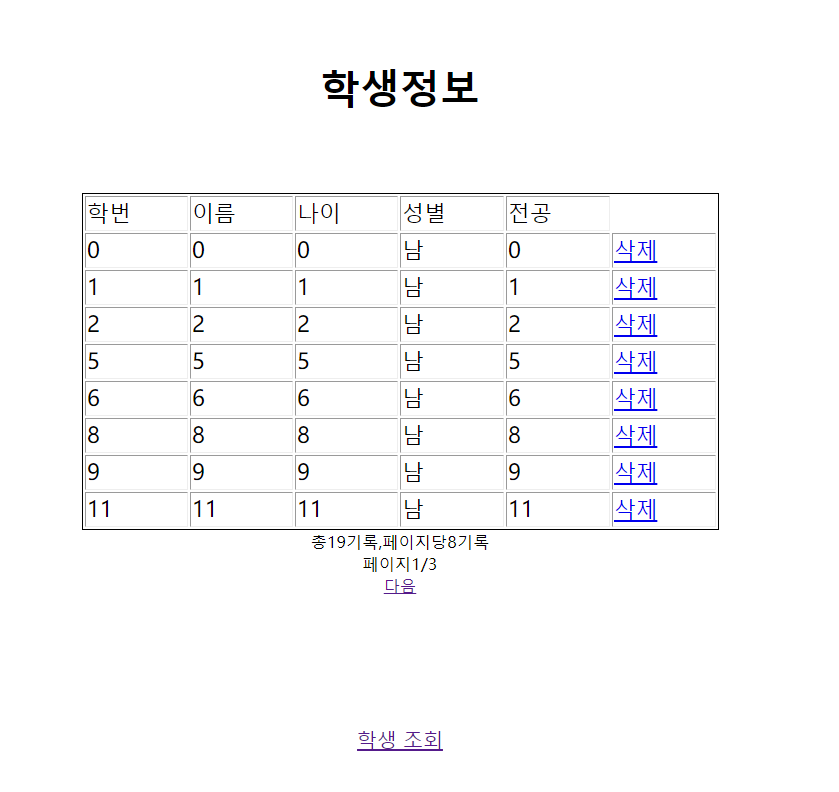 학생정보
학번 이름 나이 성별 전공
0 0 0 남 0 삭제
1 1 1 남 1 삭제
2 2 2 남 2 삭제
5 5 5 남 5 삭제
6 6 6 남 6 삭제
8 8 8 남 8 삭제
9 9 9 남 9 삭제
11 11 11 남 11 삭제
총19기록,페이지당8기록
페이지1/3
다음
학생 조회